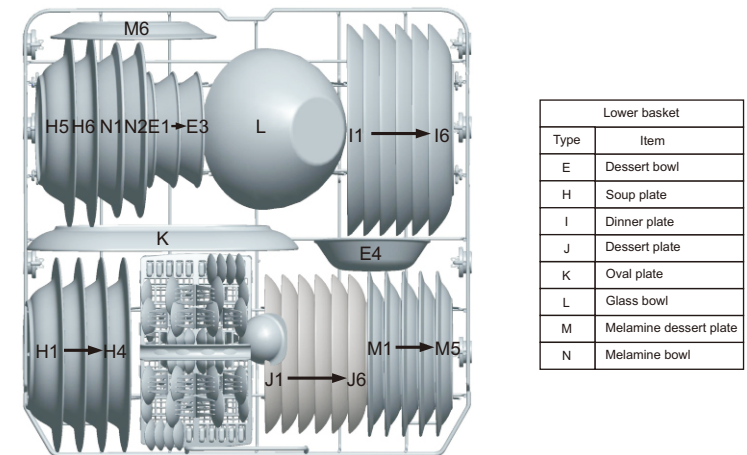 M6
H5 H6 N1 N2 E1 E3 L I1 I6
K
E4
H1 H4 M1 M5
J1 J6
Lower basket
Type Item
E Dessert bowl
H Soup plate
I Dinner plate
J Dessert plate
K Oval plate
L Glass bowl
M Melamine dessert plate
N Melamine bowl